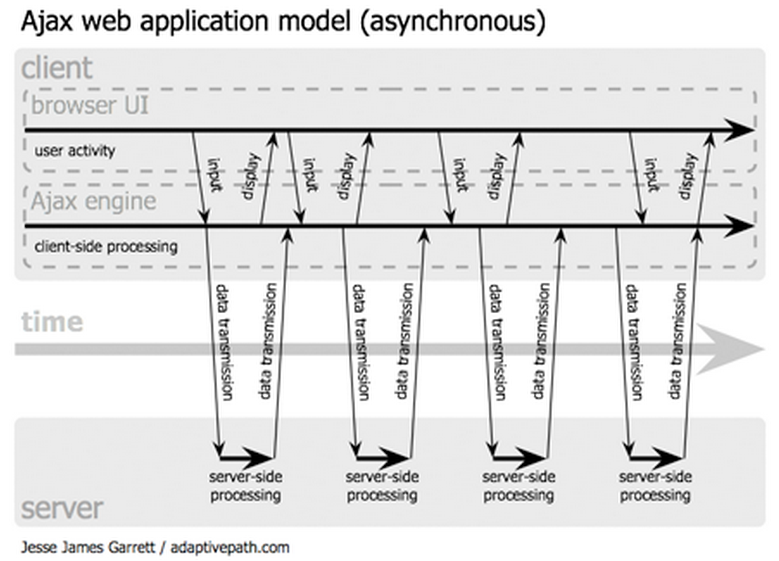 Ajax web application model (asynchronous)
client
browser UI
user activity
input
display
input
display
input
display
input
display
Ajax engine
client-side processing
data transmission
data transmission
data transmission
data transmission
data transmission
data transmission
data transmission
data transmission
time
server-side
processing
server-side
processing
server-side
processing
server-side
processing
server
Jesse James Garrett / adaptivepath.com